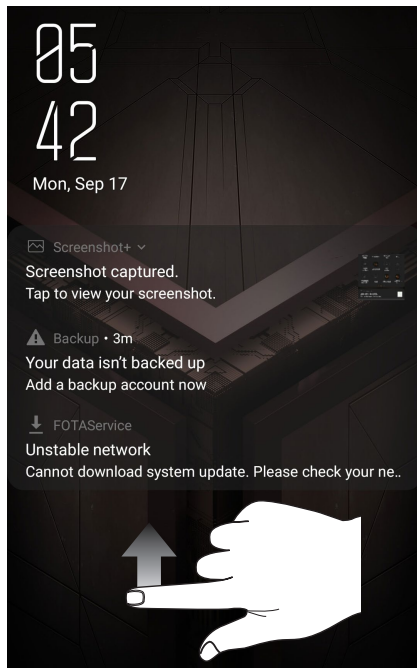 05
42
Mon, Sep 17
Screenshot+
Screenshot captured.
Tap to view your screenshot.
Backup • 3m
Your data isn't backed up
Add a backup account now
FOTAService
Unstable network
Cannot download system update. Please check your ne..